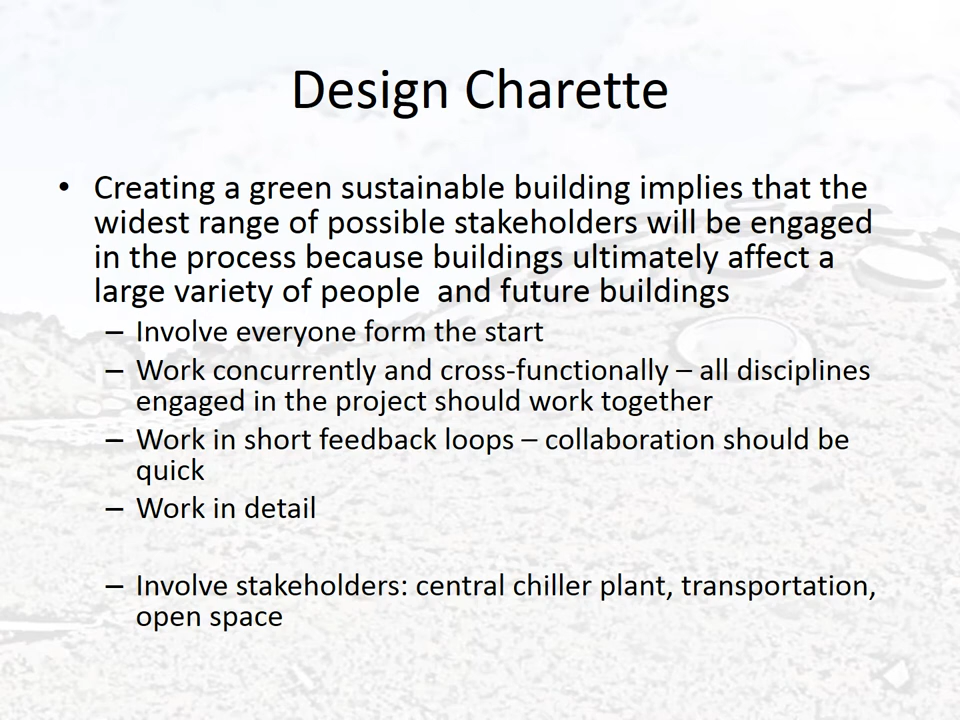 Design Charette
• Creating a green sustainable building implies that the
widest range of possible stakeholders will be engaged
in the process because buildings ultimately affect a
large variety of people  and future buildings
– Involve everyone form the start
– Work concurrently and cross-functionally – all disciplines
engaged in the project should work together
– Work in short feedback loops – collaboration should be
quick
– Work in detail
– Involve stakeholders: central chiller plant, transportation,
open space